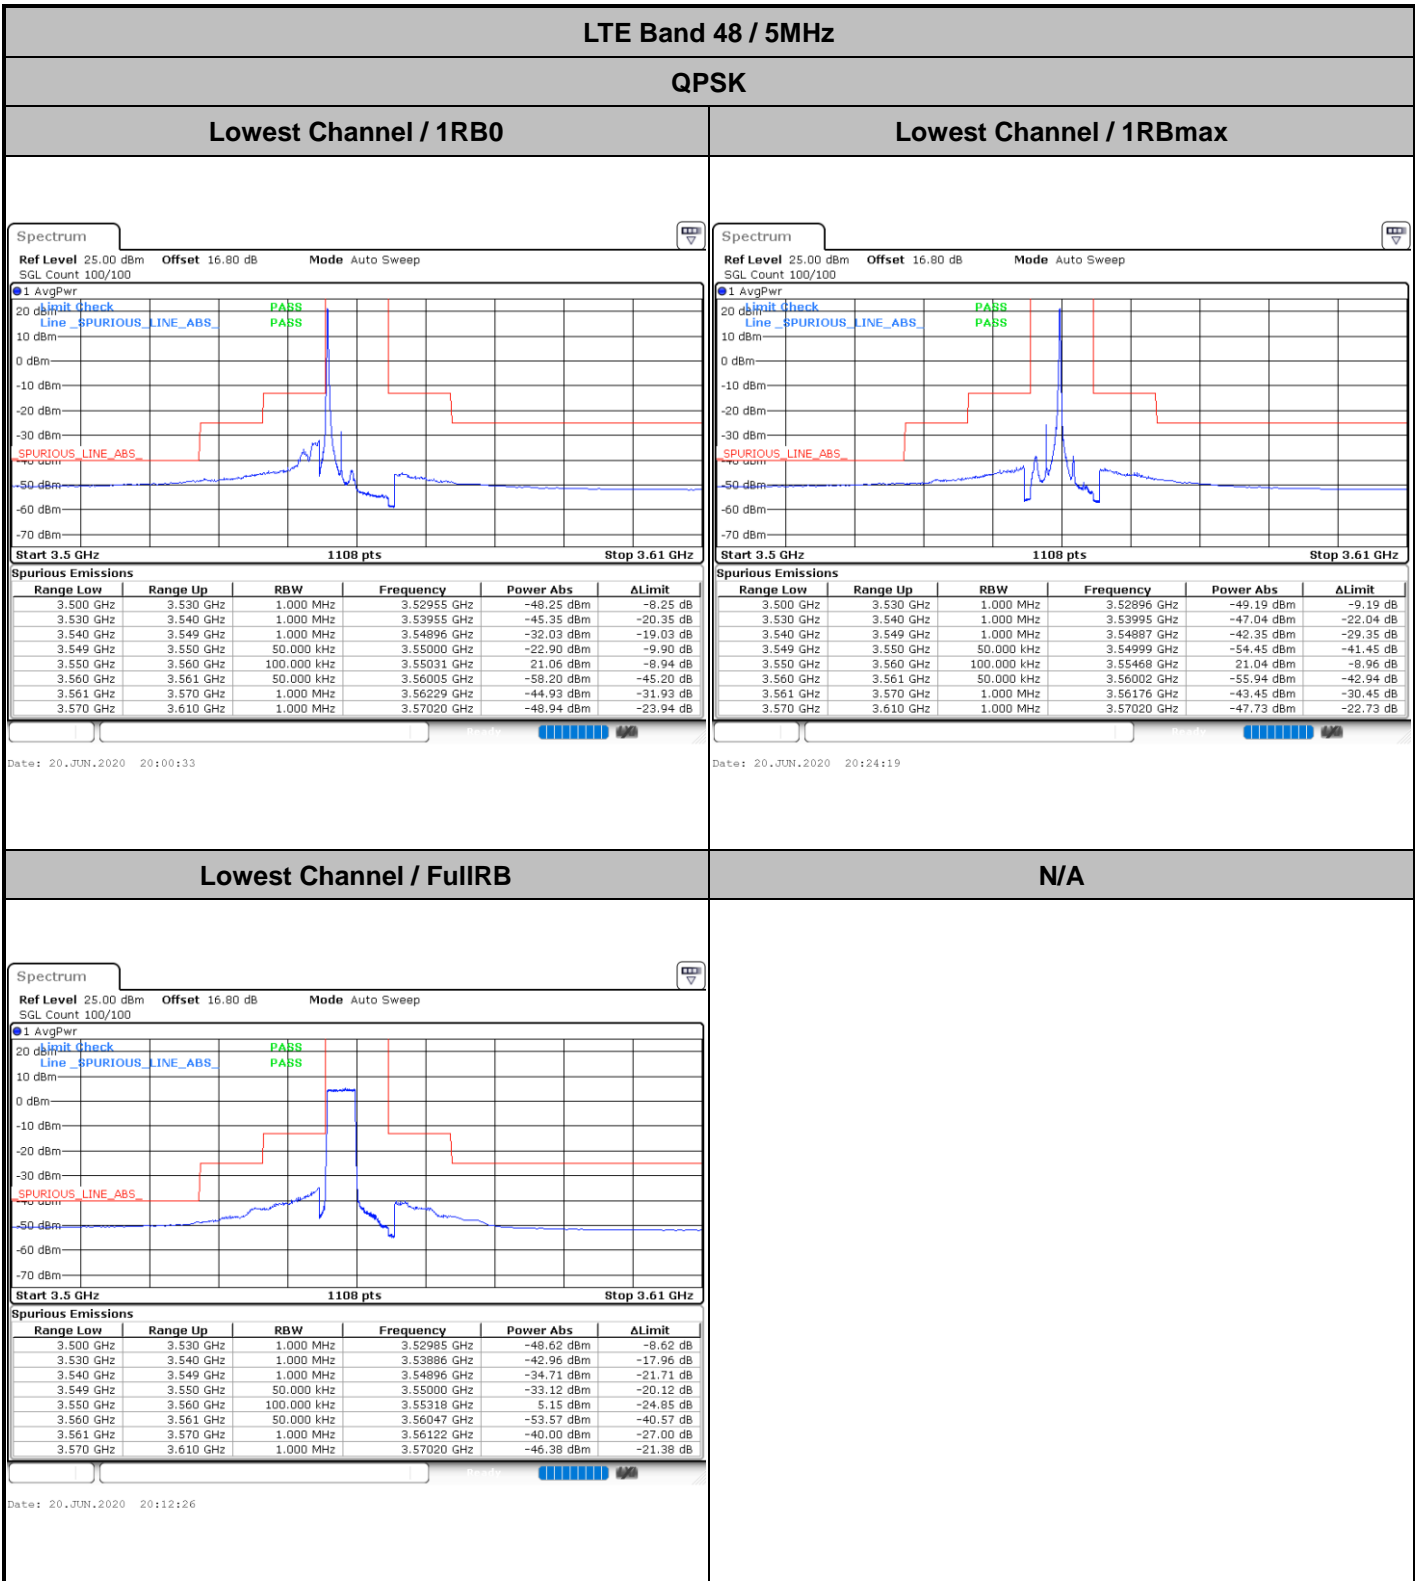 LTE Band 48 / 5MHz
QPSK
Lowest Channel / 1RB0
Lowest Channel / 1RBmax
Spectrum
Ref Level 25.00 dBm Offset 16.80 dB Mode Auto Sweep
SGL Count 100/100
1 AvgPwr
Limit Check PASS
Line _SPURIOUS_LINE_ABS_ PASS
20 dBm
10 dBm
0 dBm
-10 dBm
-20 dBm
-30 dBm
_SPURIOUS_LINE_ABS_
-40 dBm
-50 dBm
-60 dBm
-70 dBm
Start 3.5 GHz 1108 pts Stop 3.61 GHz
Spurious Emissions
Range Low Range Up RBW Frequency Power Abs ΔLimit
3.500 GHz 3.530 GHz 1.000 MHz 3.52955 GHz -48.25 dBm -8.25 dB
3.530 GHz 3.540 GHz 1.000 MHz 3.53955 GHz -45.35 dBm -20.35 dB
3.540 GHz 3.549 GHz 1.000 MHz 3.54896 GHz -32.03 dBm -19.03 dB
3.549 GHz 3.550 GHz 50.000 kHz 3.55000 GHz -22.90 dBm -9.90 dB
3.550 GHz 3.560 GHz 100.000 kHz 3.55031 GHz 21.06 dBm -8.94 dB
3.560 GHz 3.561 GHz 50.000 kHz 3.56005 GHz -58.20 dBm -45.20 dB
3.561 GHz 3.570 GHz 1.000 MHz 3.56229 GHz -44.93 dBm -31.93 dB
3.570 GHz 3.610 GHz 1.000 MHz 3.57020 GHz -48.94 dBm -23.94 dB
Ready
Date: 20.JUN.2020 20:00:33
Spectrum
Ref Level 25.00 dBm Offset 16.80 dB Mode Auto Sweep
SGL Count 100/100
1 AvgPwr
Limit Check PASS
Line _SPURIOUS_LINE_ABS_ PASS
20 dBm
10 dBm
0 dBm
-10 dBm
-20 dBm
-30 dBm
_SPURIOUS_LINE_ABS_
-40 dBm
-50 dBm
-60 dBm
-70 dBm
Start 3.5 GHz 1108 pts Stop 3.61 GHz
Spurious Emissions
Range Low Range Up RBW Frequency Power Abs ΔLimit
3.500 GHz 3.530 GHz 1.000 MHz 3.52896 GHz -49.19 dBm -9.19 dB
3.530 GHz 3.540 GHz 1.000 MHz 3.53995 GHz -47.04 dBm -22.04 dB
3.540 GHz 3.549 GHz 1.000 MHz 3.54887 GHz -42.35 dBm -29.35 dB
3.549 GHz 3.550 GHz 50.000 kHz 3.54999 GHz -54.45 dBm -41.45 dB
3.550 GHz 3.560 GHz 100.000 kHz 3.55468 GHz 21.04 dBm -8.96 dB
3.560 GHz 3.561 GHz 50.000 kHz 3.56002 GHz -55.94 dBm -42.94 dB
3.561 GHz 3.570 GHz 1.000 MHz 3.56176 GHz -43.45 dBm -30.45 dB
3.570 GHz 3.610 GHz 1.000 MHz 3.57020 GHz -47.73 dBm -22.73 dB
Ready
Date: 20.JUN.2020 20:24:19
Lowest Channel / FullRB
N/A
Spectrum
Ref Level 25.00 dBm Offset 16.80 dB Mode Auto Sweep
SGL Count 100/100
1 AvgPwr
Limit Check PASS
Line _SPURIOUS_LINE_ABS_ PASS
20 dBm
10 dBm
0 dBm
-10 dBm
-20 dBm
-30 dBm
_SPURIOUS_LINE_ABS_
-40 dBm
-50 dBm
-60 dBm
-70 dBm
Start 3.5 GHz 1108 pts Stop 3.61 GHz
Spurious Emissions
Range Low Range Up RBW Frequency Power Abs ΔLimit
3.500 GHz 3.530 GHz 1.000 MHz 3.52985 GHz -48.62 dBm -8.62 dB
3.530 GHz 3.540 GHz 1.000 MHz 3.53886 GHz -42.96 dBm -17.96 dB
3.540 GHz 3.549 GHz 1.000 MHz 3.54896 GHz -34.71 dBm -21.71 dB
3.549 GHz 3.550 GHz 50.000 kHz 3.55000 GHz -33.12 dBm -20.12 dB
3.550 GHz 3.560 GHz 100.000 kHz 3.55318 GHz 5.15 dBm -24.85 dB
3.560 GHz 3.561 GHz 50.000 kHz 3.56047 GHz -53.57 dBm -40.57 dB
3.561 GHz 3.570 GHz 1.000 MHz 3.56122 GHz -40.00 dBm -27.00 dB
3.570 GHz 3.610 GHz 1.000 MHz 3.57020 GHz -46.38 dBm -21.38 dB
Ready
Date: 20.JUN.2020 20:12:26